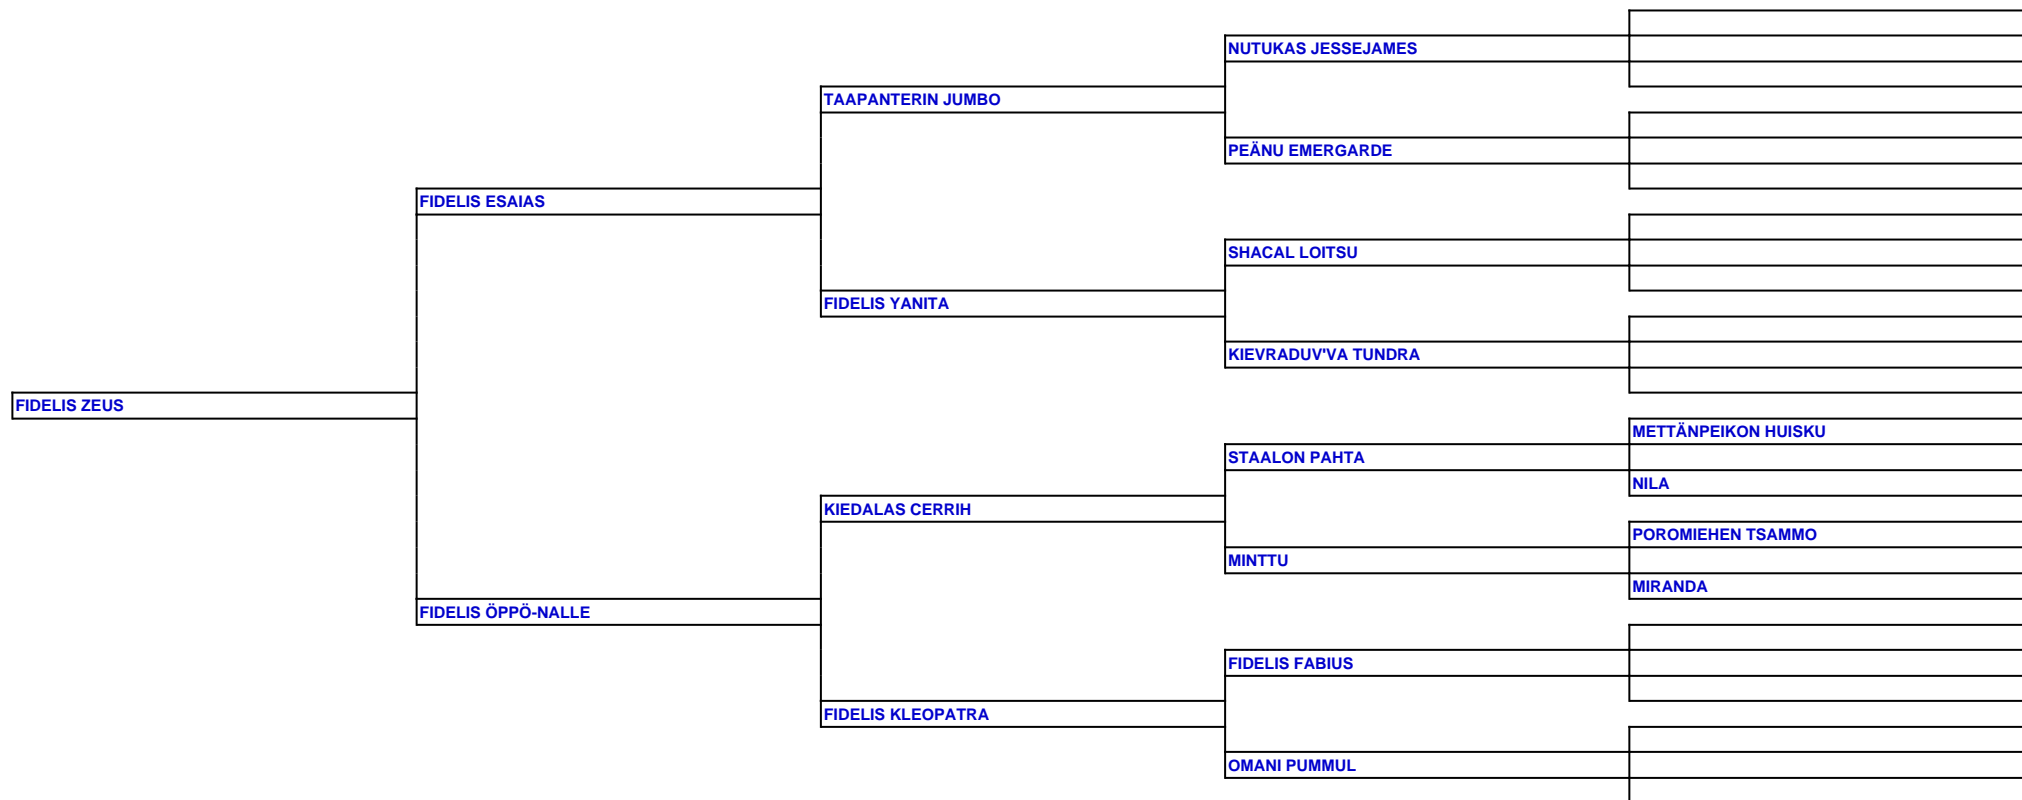 NUTUKAS JESSEJAMES
TAAPANTERIN JUMBO
PEÄNU EMERGARDE
FIDELIS ESAIAS
SHACAL LOITSU
FIDELIS YANITA
KIEVRADUV'VA TUNDRA
FIDELIS ZEUS
METTÄNPEIKON HUISKU
STAALON PAHTA
NILA
KIEDALAS CERRIH
POROMIEHEN TSAMMO
MINTTU
MIRANDA
FIDELIS ÖPPÖ-NALLE
FIDELIS FABIUS
FIDELIS KLEOPATRA
OMANI PUMMUL